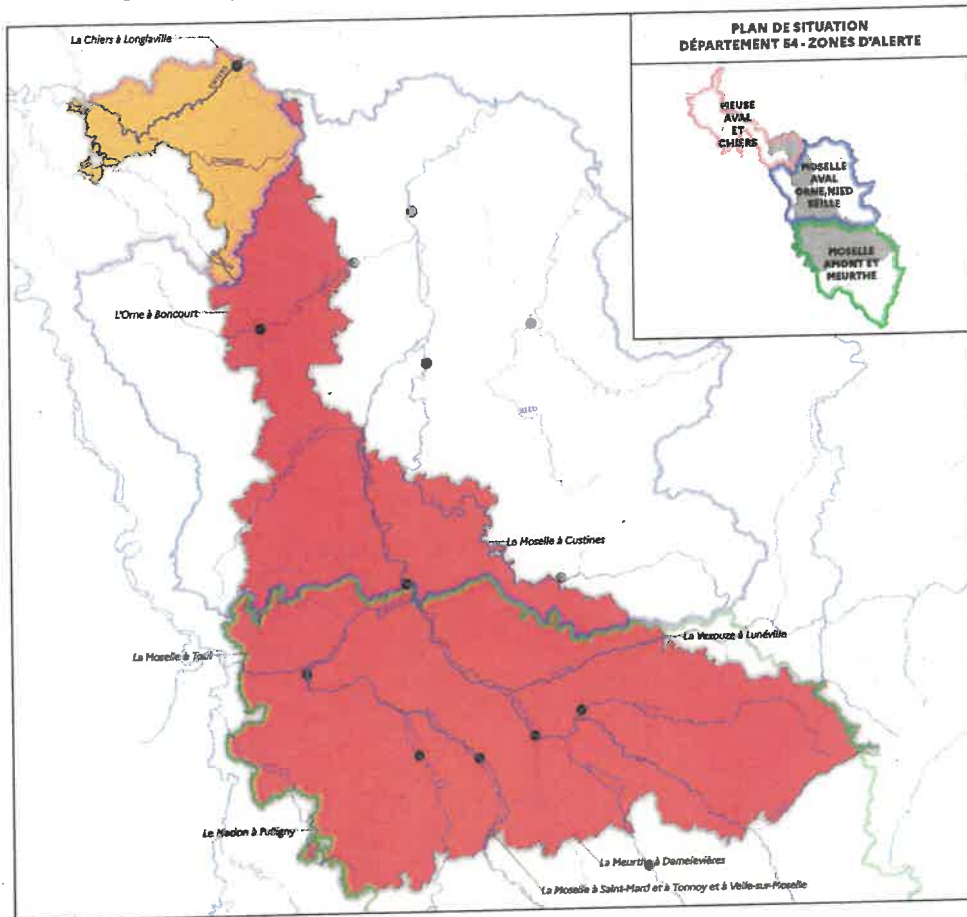 La Chiers à Longlaville
PLAN DE SITUATION
DÉPARTEMENT 54 - ZONES D'ALERTE
MEUSE
AVAL
ET
CHIERS
MOSELLE
AVAL
ORNE, NIED
SEILLE
MOSELLE
AMONT ET
MEURTHE
L'Orne à Boncourt
NIED
La Moselle à Custines
La Vezouze à Lunéville
La Moselle à Toul
Le Madon à Pulligny
La Meurthe à Damelevières
La Moselle à Saint-Mard et à Tonnoy et à Velle-sur-Moselle